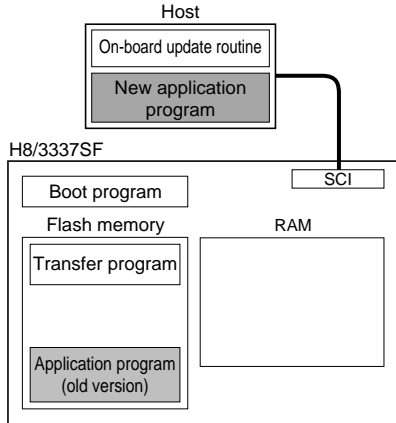 Host
On-board update routine
New application
program
H8/3337SF
SCI
Boot program
Flash memory
RAM
Transfer program
Application program
(old version)